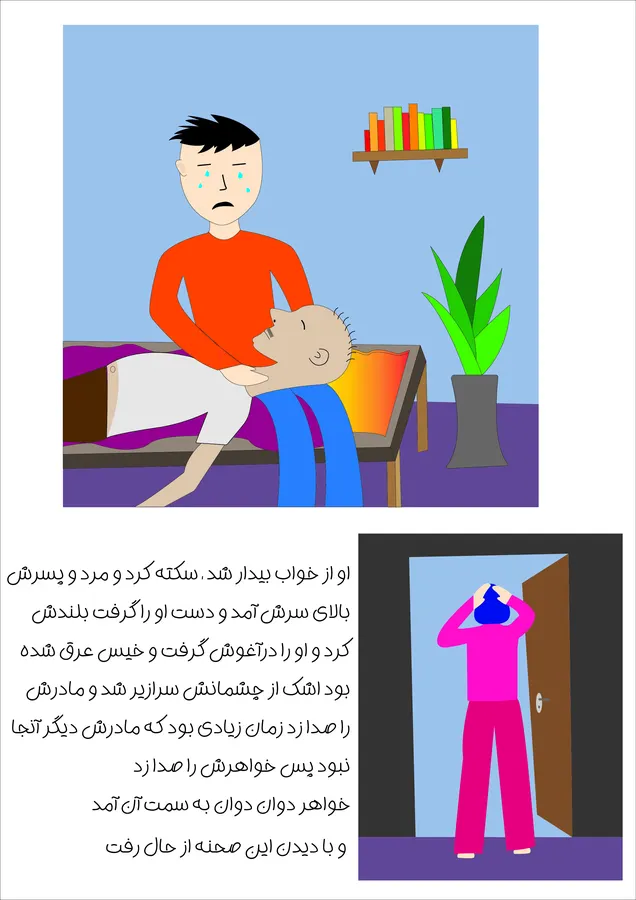 او از خواب بیدار شد . سکته کرد و مرد و پسرش
بالای سرش آمد و دست او را گرفت بلندش
کرد و او را درآغوش گرفت و خیس عرق شده
بود اشک از چشمانش سرازیر شد و مادرش
را صدا زد زمان زیادی بود که مادرش دیگر آنجا
نبود پس خواهرش را صدا زد
خواهر دوان دوان به سمت آن آمد
و با دیدن این صحنه از حال رفت